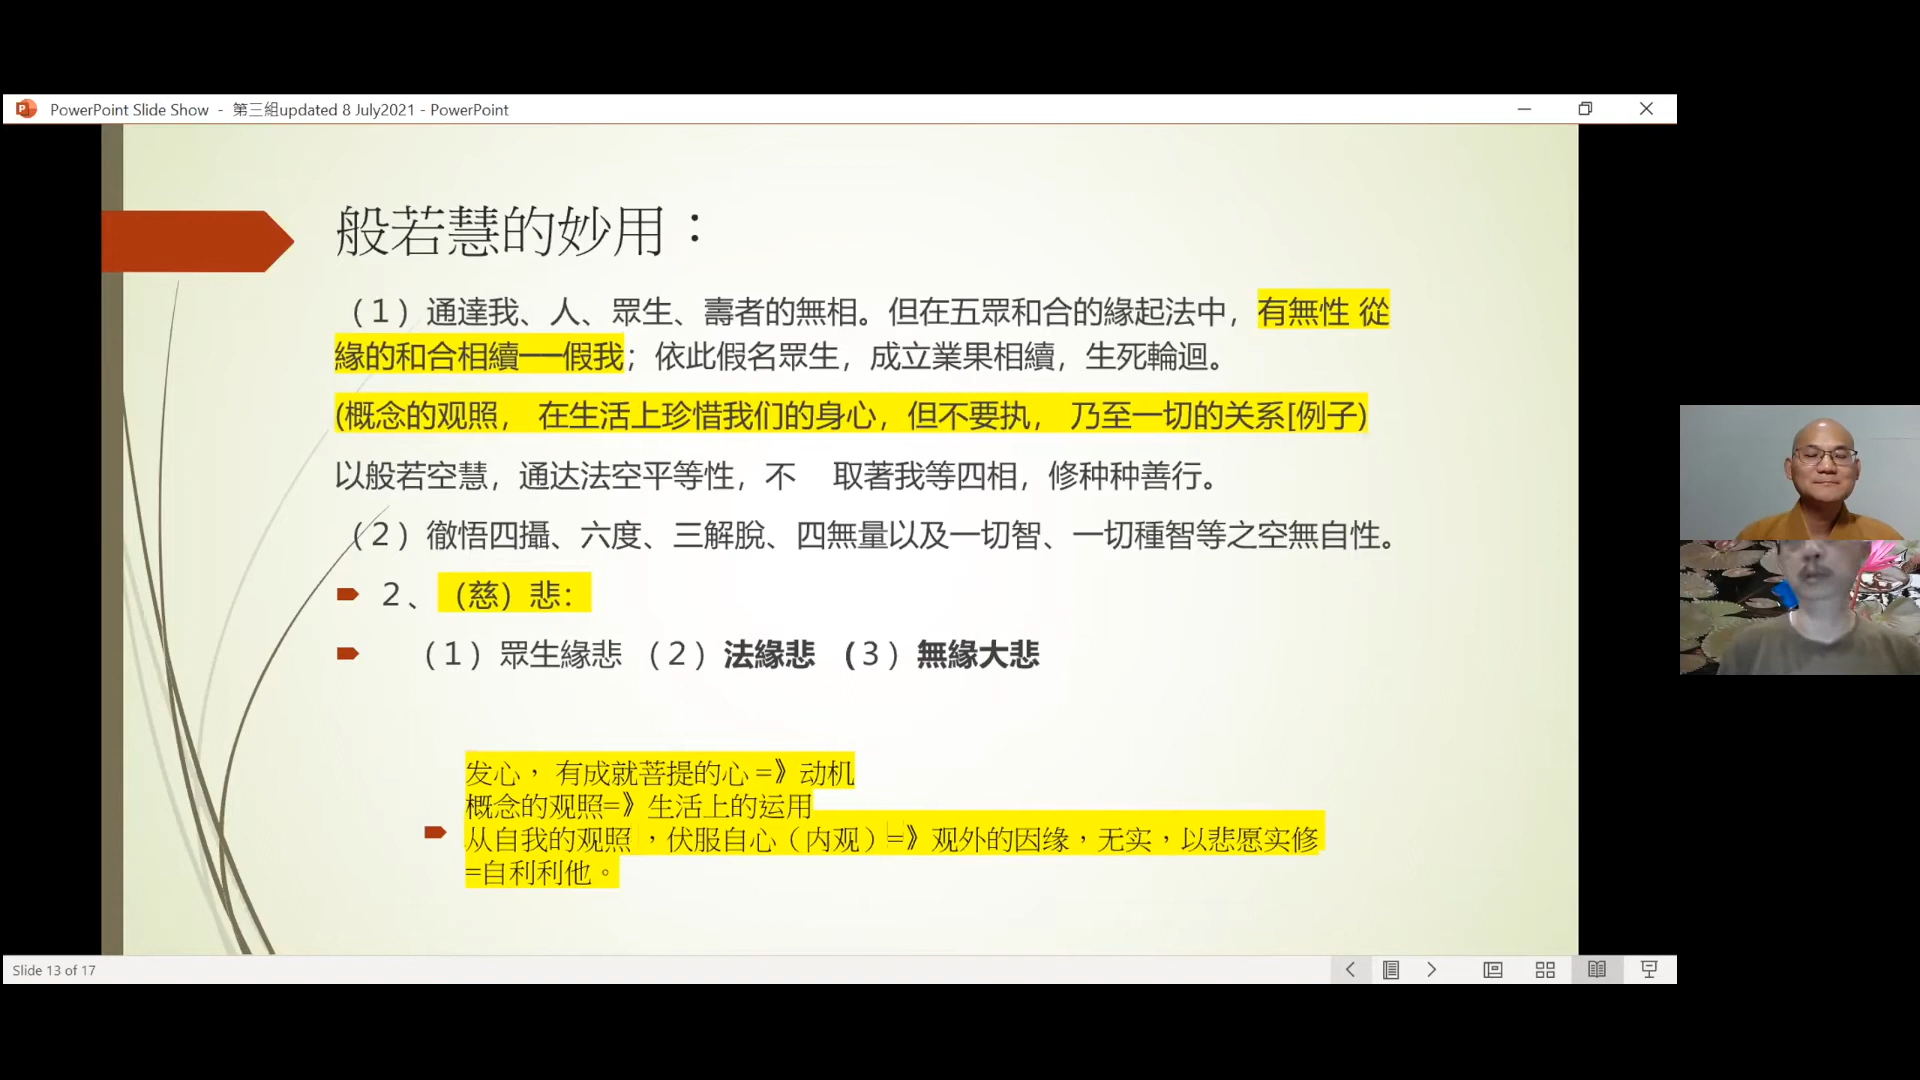 PowerPoint Slide Show - 第三組updated 8 July2021 - PowerPoint
般若慧的妙用：
（1）通達我、人、眾生、壽者的無相。但在五眾和合的緣起法中，有無性 從
緣的和合相續──假我；依此假名眾生，成立業果相續，生死輪迴。
(概念的观照， 在生活上珍惜我们的身心，但不要执， 乃至一切的关系[例子)
以般若空慧，通达法空平等性，不 取著我等四相，修种种善行。
（2）徹悟四攝、六度、三解脫、四無量以及一切智、一切種智等之空無自性。
2、（慈）悲：
（1）眾生緣悲 （2）法緣悲 （3）無緣大悲
发心， 有成就菩提的心 =》动机
概念的观照=》生活上的运用
从自我的观照 ，伏服自心（内观）=》观外的因缘，无实，以悲愿实修
=自利利他。
Slide 13 of 17